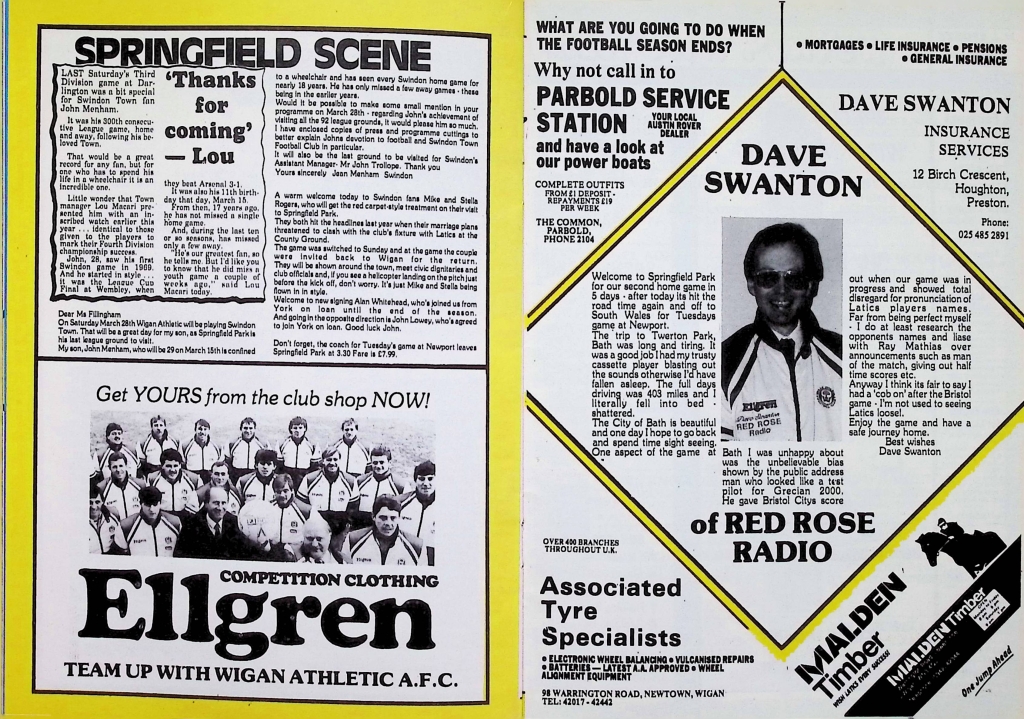 SPRINGFIELD SCENE
LAST Saturday's Third
Division game at Dar-
lington was a bit special
for Swindon Town fan
John Menham.
It was his 300th consecu-
tive League game, home
and away, following his be-
loved Town.
That would be a great
record for any fan, but for
one who has to spend his
life in a wheelchair it is an
incredible one.
Little wonder that Town
manager Lou Macari pre-
sented him with an in-
scribed watch earlier this
year . . . identical to those
given to the players to
mark their Fourth Division
championship success.
John, 28, saw his first
Swindon game in 1969.
And he started in style . . .
it was the League Cup
Final at Wembley, when
'Thanks
for
coming'
— Lou
they beat Arsenal 3-1.
It was also his 11th birth-
day that day, March 15.
From then, 17 years ago,
he has not missed a single
home game.
And, during the last ten
or so seasons, has missed
only a few away.
"He's our greatest fan, so
he tells me. But I'd like you
to know that he did miss a
youth game a couple of
weeks ago," said Lou
Macari today.
Dear Ms Fillingham
On Saturday March 28th Wigan Athletic will be playing Swindon
Town. That will be a great day for my son, as Springfield Park is
his last league ground to visit.
My son, John Menham, who will be 29 on March 15th is confined
to a wheelchair and has seen every Swindon home game for
nearly 18 years. He has only missed a few away games - these
being in the earlier years.
Would it be possible to make some small mention in your
programme on March 28th - regarding John's achievement of
visiting all the 92 league grounds, it would please him so much.
I have enclosed copies of press and programme cuttings to
better explain Johns devotion to football and Swindon Town
Football Club in particular.
It will also be the last ground to be visited for Swindon's
Assistant Manager - Mr John Trollope. Thank you
Yours sincerely Jean Menham Swindon
A warm welcome today to Swindon fans Mike and Stella
Rogers, who will get the red carpet-style treatment on their visit
to Springfield Park.
They both hit the headlines last year when their marriage plans
threatened to clash with the club's fixture with Latics at the
County Ground.
The game was switched to Sunday and at the game the couple
were invited back to Wigan for the return.
They will be shown around the town, meet civic dignitaries and
club officials and, if you see a helicopter landing on the pitch just
before the kick off, don't worry. It's just Mike and Stella being
flown in in style.
Welcome to new signing Alan Whitehead, who's joined us from
York on loan until the end of the season.
And going in the opposite direction is John Lowey, who's agreed
to join York on loan. Good luck John.
Don't forget, the coach for Tuesday's game at Newport leaves
Springfield Park at 3.30 Fare is £7.99.
Get YOURS from the club shop NOW!
COMPETITION CLOTHING
Ellgren
TEAM UP WITH WIGAN ATHLETIC A.F.C.
WHAT ARE YOU GOING TO DO WHEN
THE FOOTBALL SEASON ENDS?
Why not call in to
PARBOLD SERVICE
STATION
YOUR LOCAL
AUSTIN ROVER
DEALER
and have a look at
our power boats
COMPLETE OUTFITS
FROM £1 DEPOSIT -
REPAYMENTS £19
PER WEEK
THE COMMON,
PARBOLD,
PHONE 2104
• MORTGAGES • LIFE INSURANCE • PENSIONS
• GENERAL INSURANCE
DAVE SWANTON
INSURANCE
SERVICES
12 Birch Crescent,
Houghton,
Preston.
Phone:
025 485 2891
DAVE
SWANTON
Welcome to Springfield Park
for our second home game in
5 days - after today its hit the
road time again and off to
South Wales for Tuesdays
game at Newport.
The trip to Twerton Park,
Bath was long and tiring. It
was a good job I had my trusty
cassette player blasting out
the sounds otherwise I'd have
fallen asleep. The full days
driving was 403 miles and I
literally fell into bed -
shattered.
The City of Bath is beautiful
and one day I hope to go back
and spend time sight seeing.
One aspect of the game at
Ellgren
Dave Swanton
RED ROSE
Radio
Bath I was unhappy about
was the unbelievable bias
shown by the public address
man who looked like a test
pilot for Grecian 2000.
He gave Bristol Citys score
out when our game was in
progress and showed total
disregard for pronunciation of
Latics players names.
Far from being perfect myself
- I do at least research the
opponents names and liase
with Ray Mathias over
announcements such as man
of the match, giving out half
time scores etc.
Anyway I think its fair to say I
had a 'cob on' after the Bristol
game - I'm not used to seeing
Latics loose!.
Enjoy the game and have a
safe journey home.
Best wishes
Dave Swanton
of RED ROSE
RADIO
OVER 400 BRANCHES
THROUGHOUT U.K.
Associated
Tyre
Specialists
• ELECTRONIC WHEEL BALANCING • VULCANISED REPAIRS
• BATTERIES — LATEST A.A. APPROVED • WHEEL
ALIGNMENT EQUIPMENT
98 WARRINGTON ROAD, NEWTOWN, WIGAN
TEL: 42017 - 42442
MALDEN
Timber
WISH LATICS EVERY SUCCESS!
MALDEN Timber
One Jump Ahead